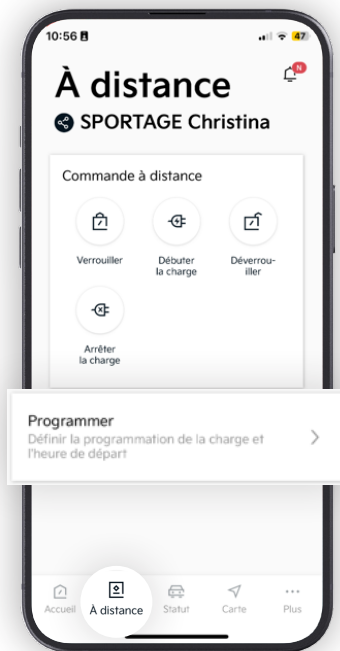 10:56
47
À distance
N
SPORTAGE Christina
Commande à distance
Verrouiller
Débuter
la charge
Déverrou-
iller
Arrêter
la charge
Programmer
Définir la programmation de la charge et
l'heure de départ
Accueil
À distance
Statut
Carte
Plus